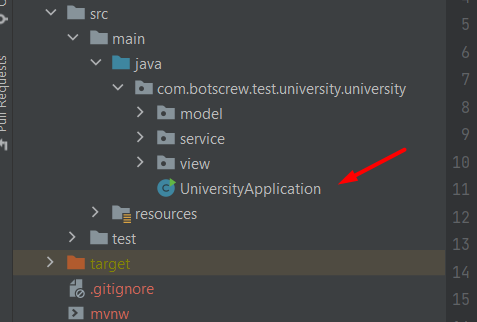 src
main
java
com.botscrew.test.university.university
model
service
view
UniversityApplication
resources
test
target
.gitignore
mvnw
Pull Requests
4
5
6
7
8
9
10
11
12
13
14
15